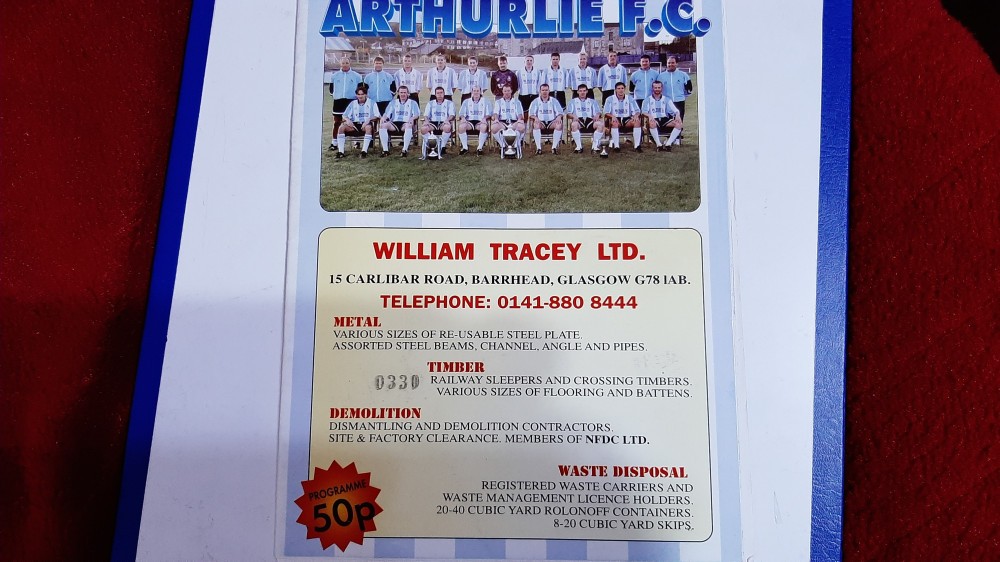 ARTHURLIE F.C.
WILLIAM TRACEY LTD.
15 CARLIBAR ROAD, BARRHEAD, GLASGOW G78 1AB.
TELEPHONE: 0141-880 8444
METAL
VARIOUS SIZES OF RE-USABLE STEEL PLATE.
ASSORTED STEEL BEAMS, CHANNEL, ANGLE AND PIPES.
TIMBER
0330
RAILWAY SLEEPERS AND CROSSING TIMBERS.
VARIOUS SIZES OF FLOORING AND BATTENS.
DEMOLITION
DISMANTLING AND DEMOLITION CONTRACTORS.
SITE & FACTORY CLEARANCE. MEMBERS OF NFDC LTD.
WASTE DISPOSAL
REGISTERED WASTE CARRIERS AND
WASTE MANAGEMENT LICENCE HOLDERS.
20-40 CUBIC YARD ROLONOFF CONTAINERS.
8-20 CUBIC YARD SKIPS.
PROGRAMME
50p